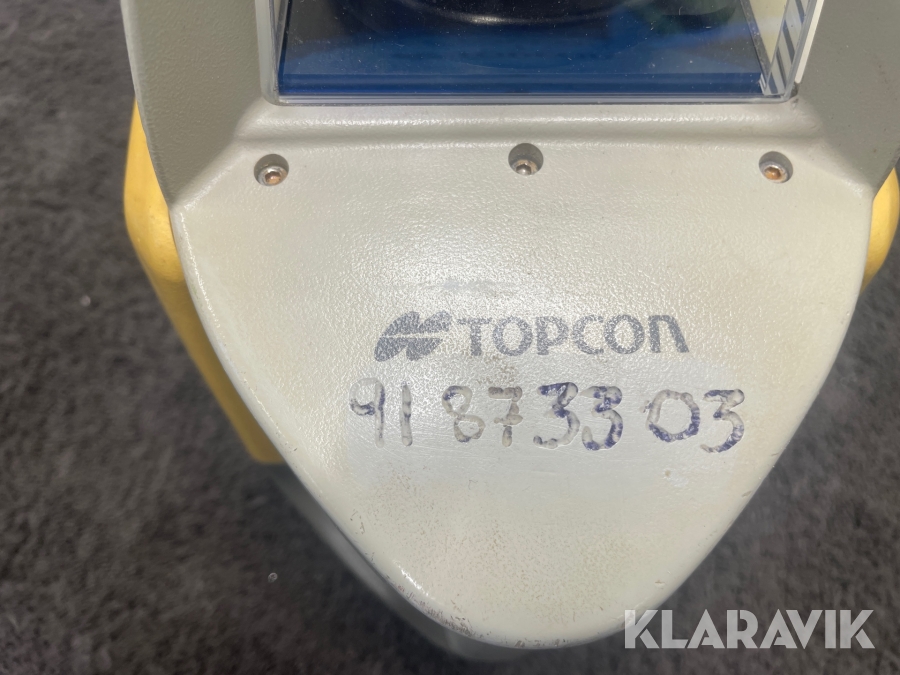 TOPCON
91 873303
KLARAVIK